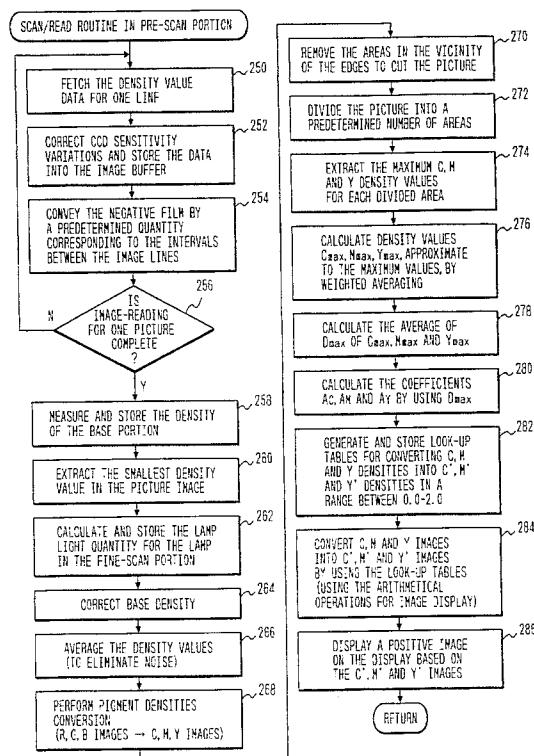 SCAN/READ ROUTINE IN PRE-SCAN PORTION
250
FETCH THE DENSITY VALUE
DATA FOR ONE LINE
252
CORRECT CCD SENSITIVITY
VARIATIONS AND STORE THE DATA
INTO THE IMAGE BUFFER
254
CONVEY THE NEGATIVE FILM BY
A PREDETERMINED QUANTITY
CORRESPONDING TO THE INTERVALS
BETWEEN THE IMAGE LINES
256
N
IS
IMAGE-READING
FOR ONE PICTURE
COMPLETE
?
Y
258
MEASURE AND STORE THE DENSITY
OF THE BASE PORTION
260
EXTRACT THE SMALLEST DENSITY
VALUE IN THE PICTURE IMAGE
262
CALCULATE AND STORE THE LAMP
LIGHT QUANTITY FOR THE LAMP
IN THE FINE-SCAN PORTION
264
CORRECT BASE DENSITY
266
AVERAGE THE DENSITY VALUES
(TO ELIMINATE NOISE)
268
PERFORM PIGMENT DENSITIES
CONVERSION
(R, G, B IMAGES → C, M, Y IMAGES)
270
REMOVE THE AREAS IN THE VICINITY
OF THE EDGES TO CUT THE PICTURE
272
DIVIDE THE PICTURE INTO A
PREDETERMINED NUMBER OF AREAS
274
EXTRACT THE MAXIMUM C, M
AND Y DENSITY VALUES
FOR EACH DIVIDED AREA
276
CALCULATE DENSITY VALUES
Cmax, Mmax, Ymax, APPROXIMATE
TO THE MAXIMUM VALUES, BY
WEIGHTED AVERAGING
278
CALCULATE THE AVERAGE OF
Dmax OF Cmax, Mmax AND Ymax
280
CALCULATE THE COEFFICIENTS
AC, AM AND AY BY USING Dmax
282
GENERATE AND STORE LOOK-UP
TABLES FOR CONVERTING C, M
AND Y DENSITIES INTO C', M'
AND Y' DENSITIES IN A
RANGE BETWEEN 0.0-2.0
284
CONVERT C, M AND Y IMAGES
INTO C', M' AND Y' IMAGES
BY USING THE LOOK-UP TABLES
(USING THE ARITHMETICAL
OPERATIONS FOR IMAGE DISPLAY)
286
DISPLAY A POSITIVE IMAGE
ON THE DISPLAY BASED ON
THE C', M' AND Y' IMAGES
RETURN